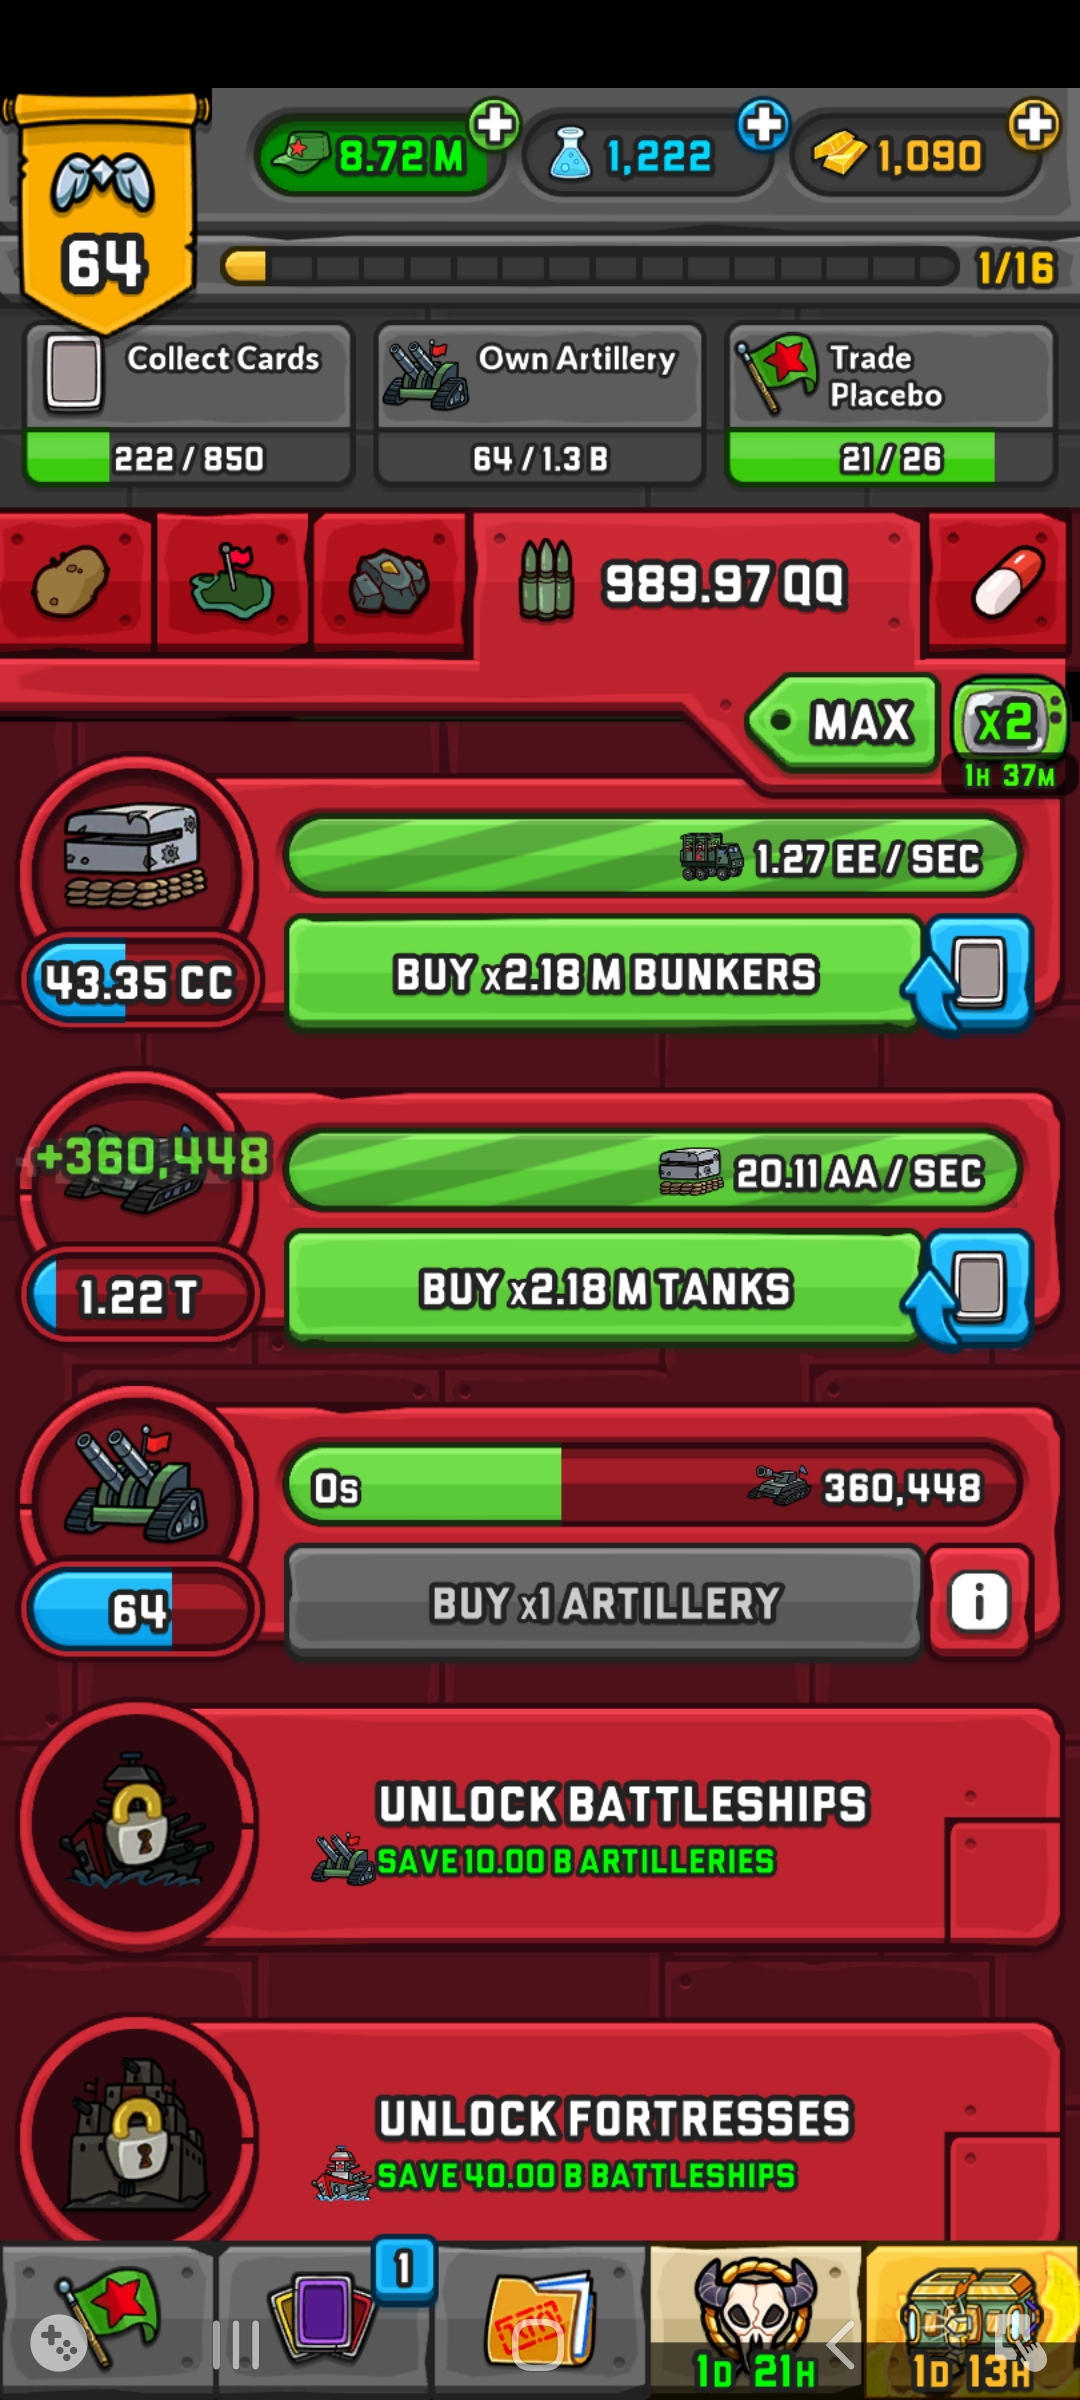 64
8.72 M
1,222
1,090
1/16
Collect Cards
222 / 850
Own Artillery
64 / 1.3 B
Trade
Placebo
21 / 26
989.97 QQ
MAX
x2
1H 37M
1.27 EE / SEC
43.35 CC
BUY x2.18 M BUNKERS
+360,448
20.11 AA / SEC
1.22 T
BUY x2.18 M TANKS
0s
360,448
64
BUY x1 ARTILLERY
i
UNLOCK BATTLESHIPS
SAVE 10.00 B ARTILLERIES
UNLOCK FORTRESSES
SAVE 40.00 B BATTLESHIPS
1
1D 21H
1D 13H